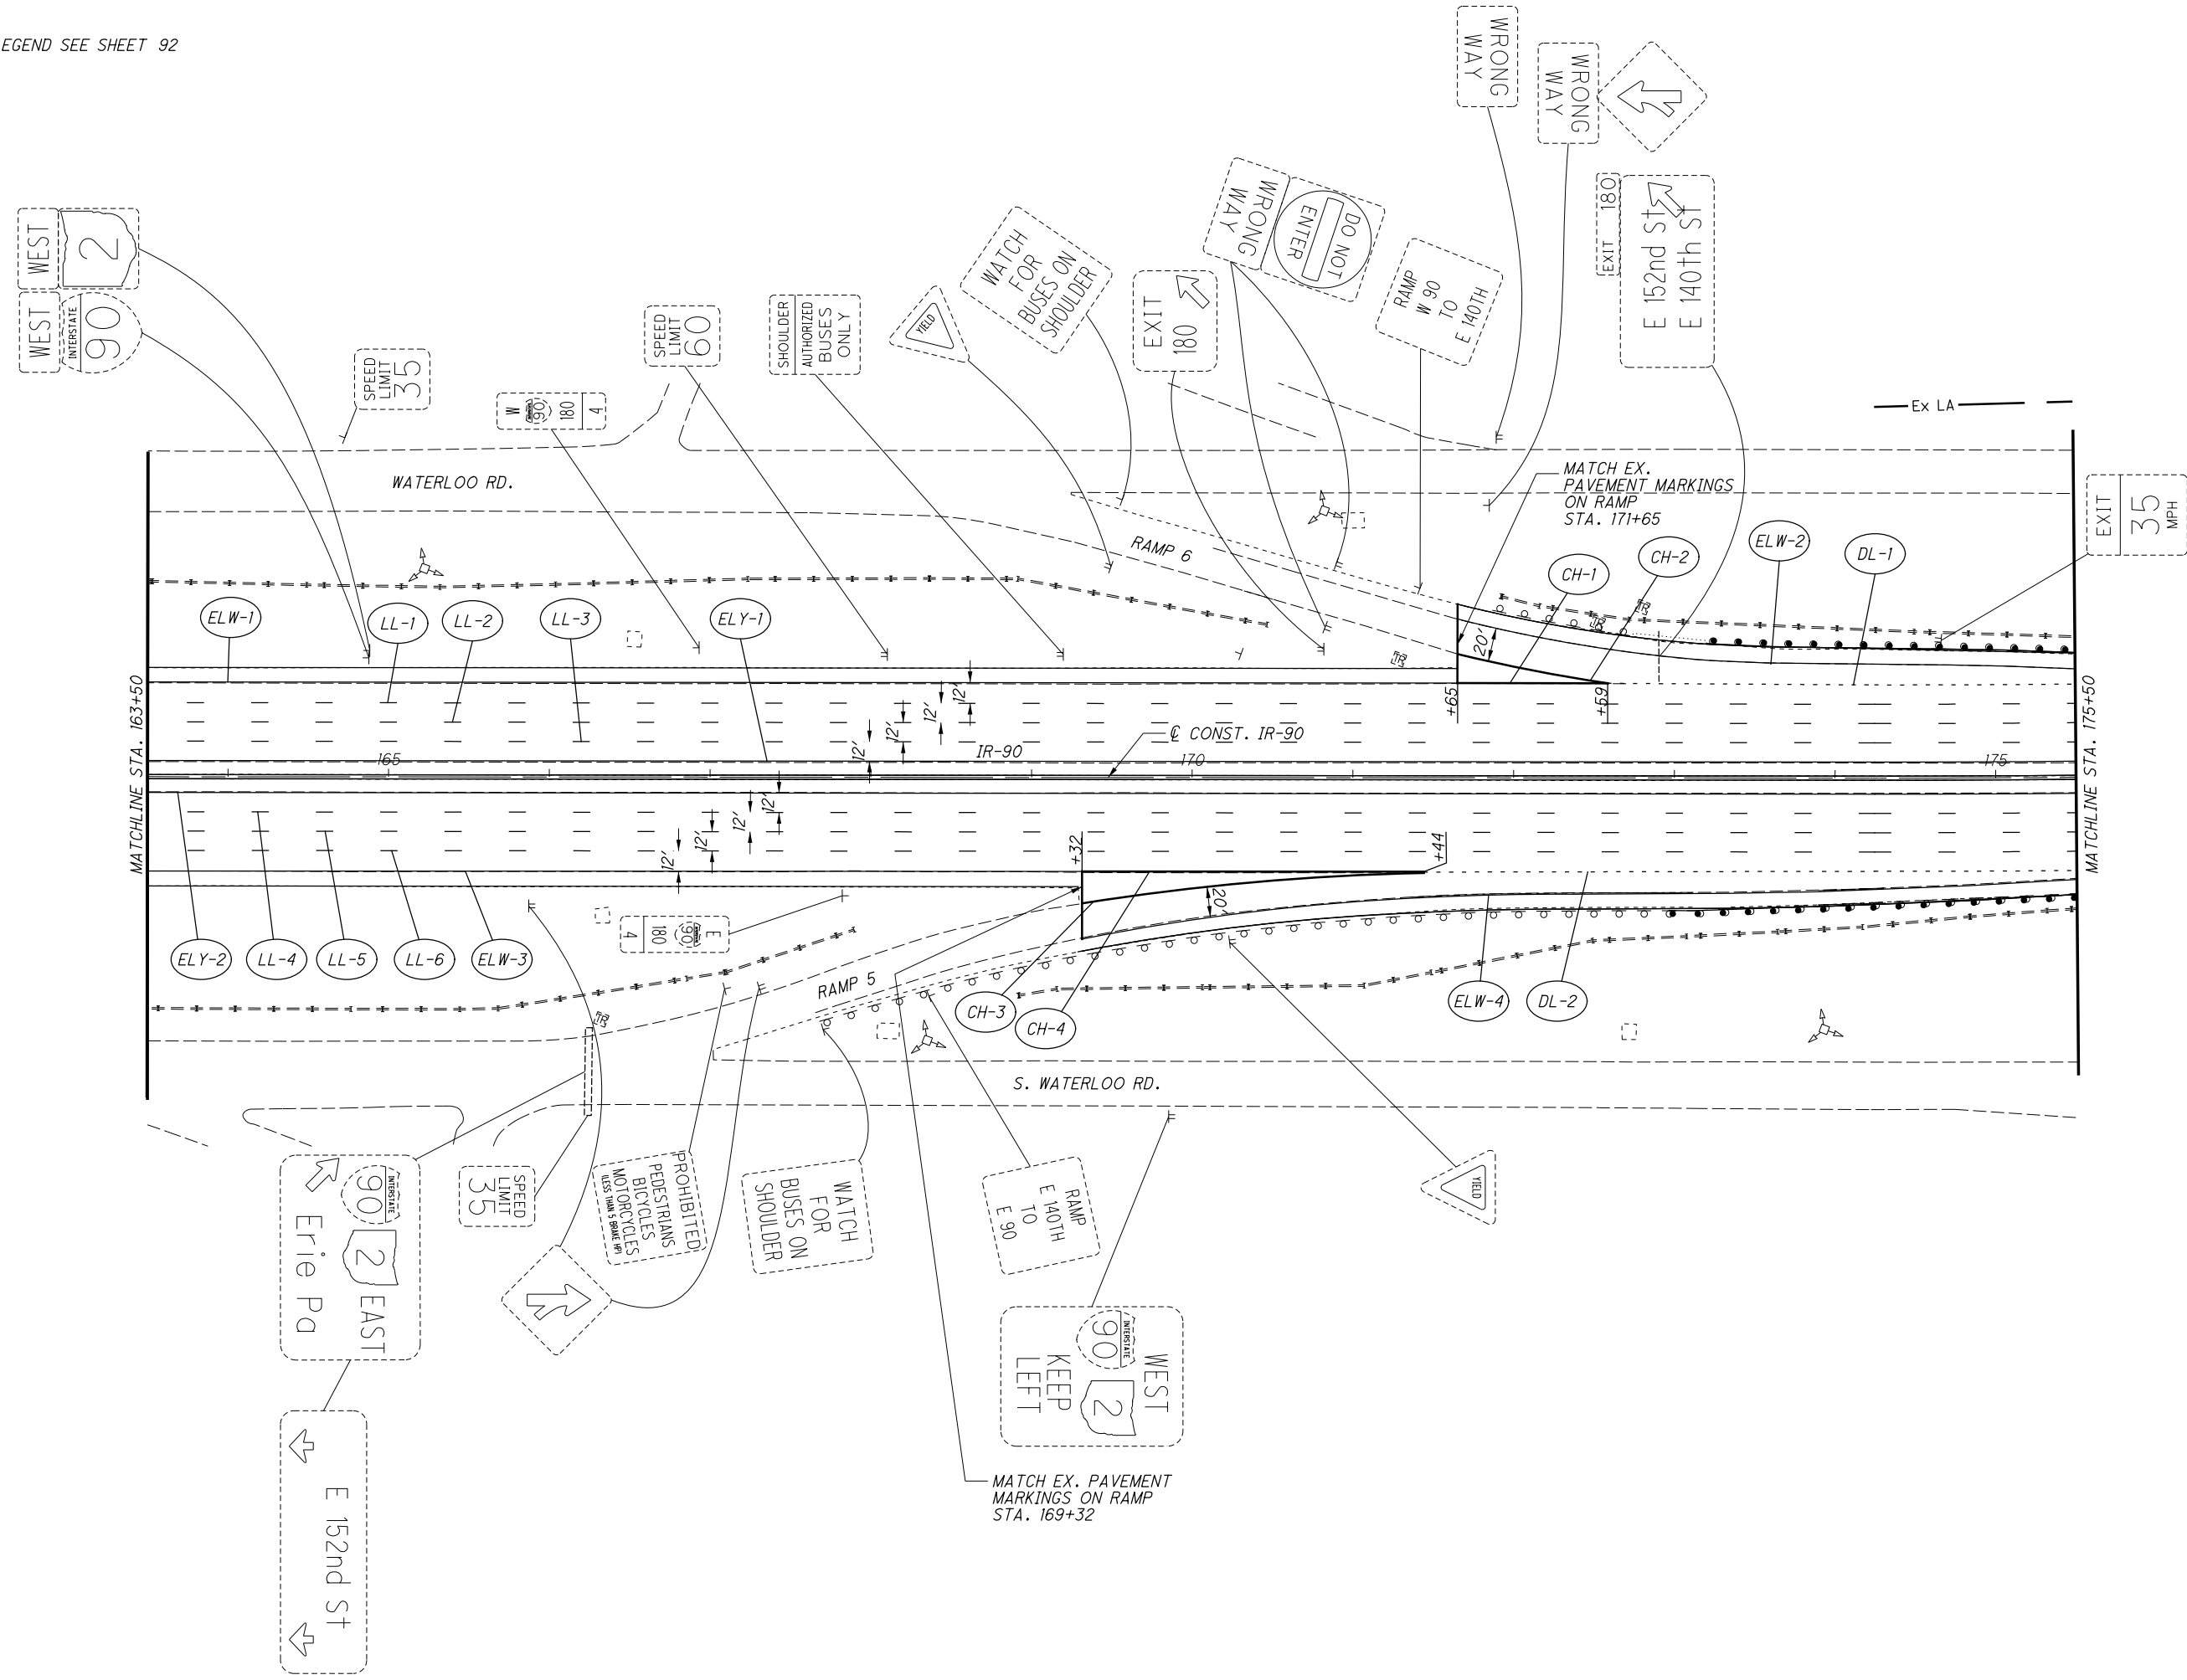 EGEND SEE SHEET 92
WRONG
WAY
WRONG
WAY
WEST
2
WEST
INTERSTATE
90
SPEED
LIMIT
35
W
90
180
4
SPEED
LIMIT
60
SHOULDER
AUTHORIZED
BUSES
ONLY
YIELD
WATCH
FOR
BUSES ON
SHOULDER
EXIT
180
WRONG
WAY
DO NOT
ENTER
RAMP
W 90
TO
E 140TH
EXIT 180
E 152nd St
E 140th St
Ex LA
EXIT
35
MPH
WATERLOO RD.
MATCH EX.
PAVEMENT MARKINGS
ON RAMP
STA. 171+65
RAMP 6
ELW-1
LL-1
LL-2
LL-3
ELY-1
CH-1
CH-2
ELW-2
DL-1
20'
+65
+59
MATCHLINE STA. 163+50
MATCHLINE STA. 175+50
12'
12'
12'
12'
℄ CONST. IR-90
IR-90
165
170
175
12'
12'
12'
12'
+32
+44
20'
E
90
180
4
ELY-2
LL-4
LL-5
LL-6
ELW-3
RAMP 5
CH-3
CH-4
ELW-4
DL-2
TR
TR
TR
TR
S. WATERLOO RD.
INTERSTATE
90
2
EAST
Erie Pa
SPEED
LIMIT
35
PROHIBITED
PEDESTRIANS
BICYCLES
MOTORCYCLES
(LESS THAN 5 BRAKE HP)
WATCH
FOR
BUSES ON
SHOULDER
RAMP
E 140TH
TO
E 90
YIELD
WEST
INTERSTATE
90
2
KEEP
LEFT
E 152nd St
MATCH EX. PAVEMENT
MARKINGS ON RAMP
STA. 169+32